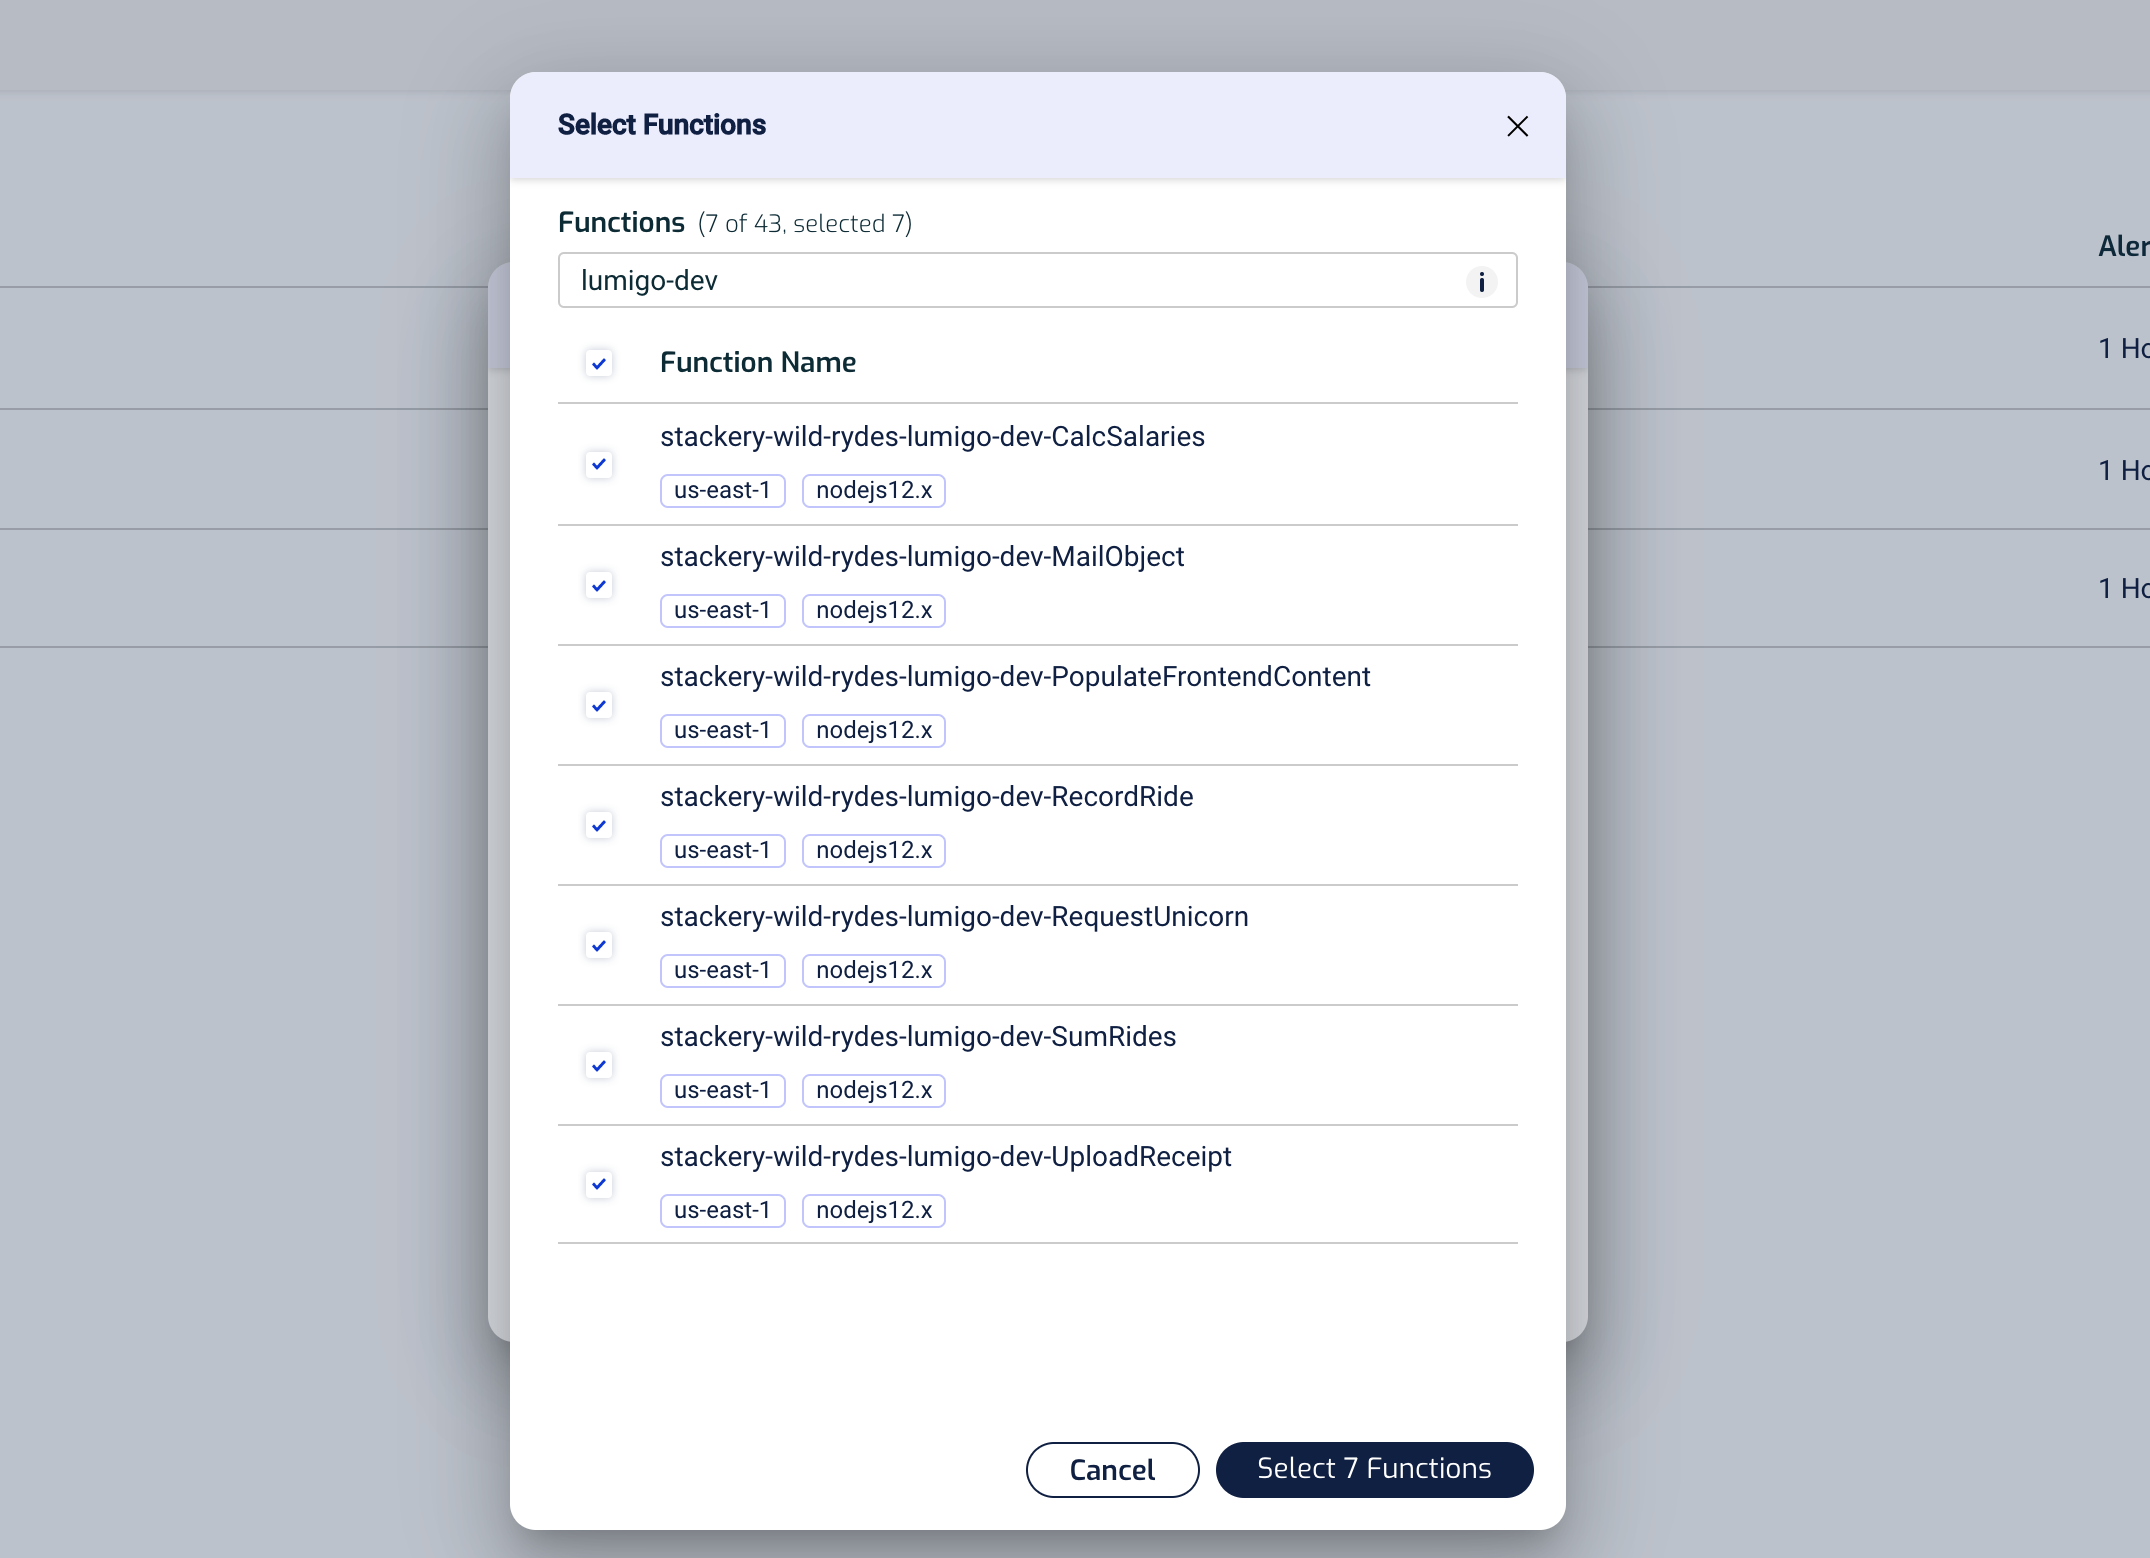 Select Functions
Functions (7 of 43, selected 7)
lumigo-dev
Function Name
stackery-wild-rydes-lumigo-dev-CalcSalaries
us-east-1 nodejs12.x
stackery-wild-rydes-lumigo-dev-MailObject
us-east-1 nodejs12.x
stackery-wild-rydes-lumigo-dev-PopulateFrontendContent
us-east-1 nodejs12.x
stackery-wild-rydes-lumigo-dev-RecordRide
us-east-1 nodejs12.x
stackery-wild-rydes-lumigo-dev-RequestUnicorn
us-east-1 nodejs12.x
stackery-wild-rydes-lumigo-dev-SumRides
us-east-1 nodejs12.x
stackery-wild-rydes-lumigo-dev-UploadReceipt
us-east-1 nodejs12.x
Cancel Select 7 Functions
Aler
1 Ho
1 Ho
1 Ho